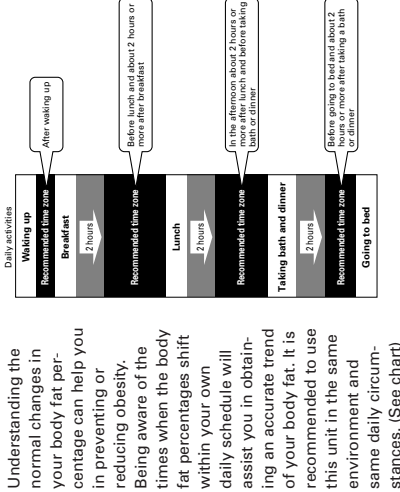 Understanding the
normal changes in
your body fat per-
centage can help you
in preventing or
reducing obesity.
Being aware of the
times when the body
fat percentages shift
within your own
daily schedule will
assist you in obtain-
ing an accurate trend
of your body fat. It is
recommended to use
this unit in the same
environment and
same daily circum-
stances. (See chart)
Daily activities
Waking up
Recommended time zone
After waking up
Breakfast
2 hours
Recommended time zone
Before lunch and about 2 hours or
more after breakfast
Lunch
2 hours
Recommended time zone
In the afternoon about 2 hours or
more after lunch and before taking
bath or dinner
Taking bath and dinner
2 hours
Recommended time zone
Before going to bed and about 2
hours or more after taking a bath
or dinner
Going to bed